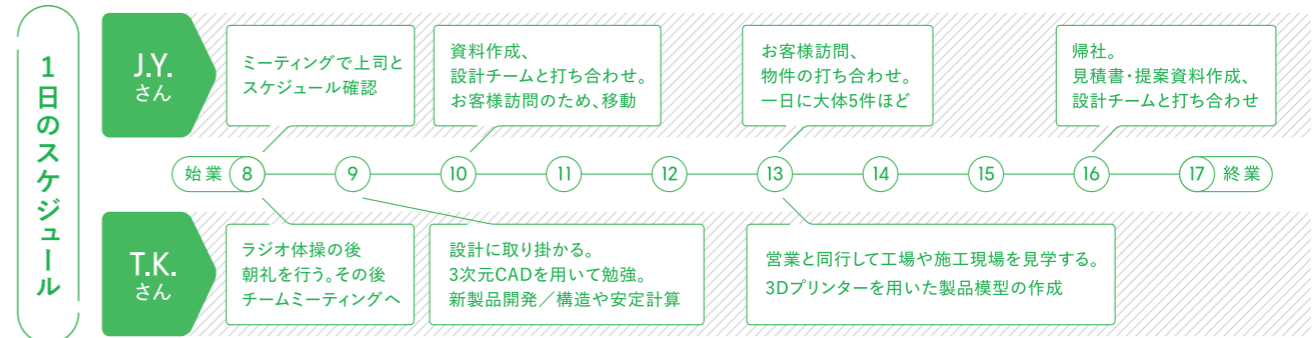 1日のスケジュール
J.Y.
さん
ミーティングで上司と
スケジュール確認
資料作成、
設計チームと打ち合わせ。
お客様訪問のため、移動
お客様訪問、
物件の打ち合わせ。
一日に大体5件ほど
帰社。
見積書・提案資料作成、
設計チームと打ち合わせ
始業 8 9 10 11 12 13 14 15 16 17 終業
T.K.
さん
ラジオ体操の後
朝礼を行う。その後
チームミーティングへ
設計に取り掛かる。
3次元CADを用いて勉強。
新製品開発／構造や安定計算
営業と同行して工場や施工現場を見学する。
3Dプリンターを用いた製品模型の作成